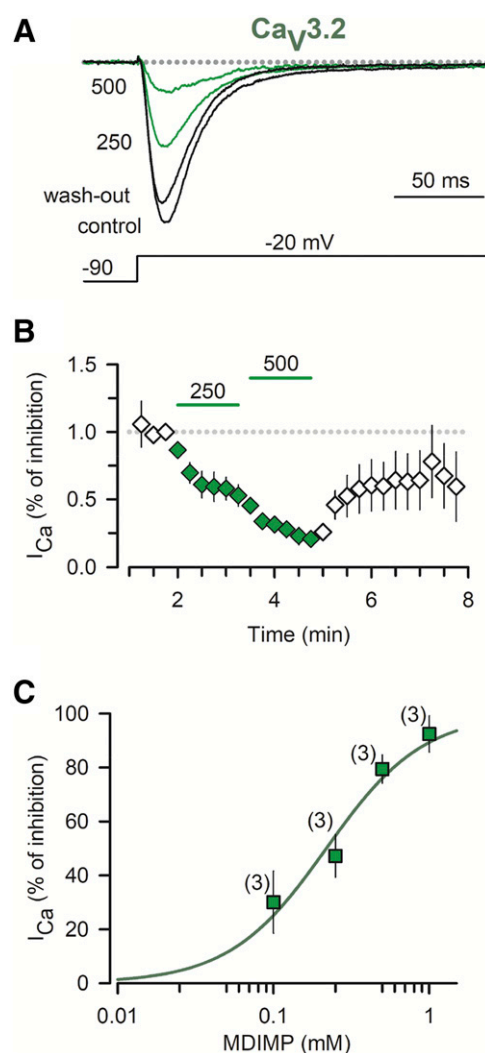 A
CaV3.2
500
250
wash-out
control
50 ms
-20 mV
-90
B
1.5
1.0
0.5
0.0
ICa (% of inhibition)
250
500
2 4 6 8
Time (min)
C
100
80
60
40
20
0
ICa (% of inhibition)
(3)
(3)
(3)
(3)
0.01 0.1 1
MDIMP (mM)